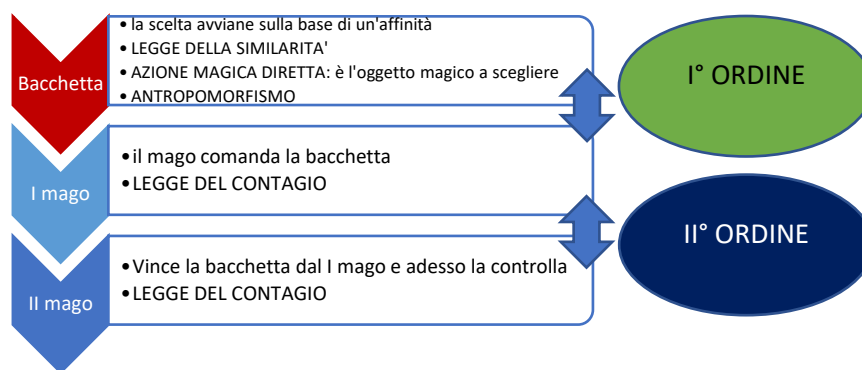 Bacchetta
• la scelta avviane sulla base di un'affinità
• LEGGE DELLA SIMILARITA'
• AZIONE MAGICA DIRETTA: è l'oggetto magico a scegliere
• ANTROPOMORFISMO
I° ORDINE
I mago
• il mago comanda la bacchetta
• LEGGE DEL CONTAGIO
II° ORDINE
II mago
• Vince la bacchetta dal I mago e adesso la controlla
• LEGGE DEL CONTAGIO